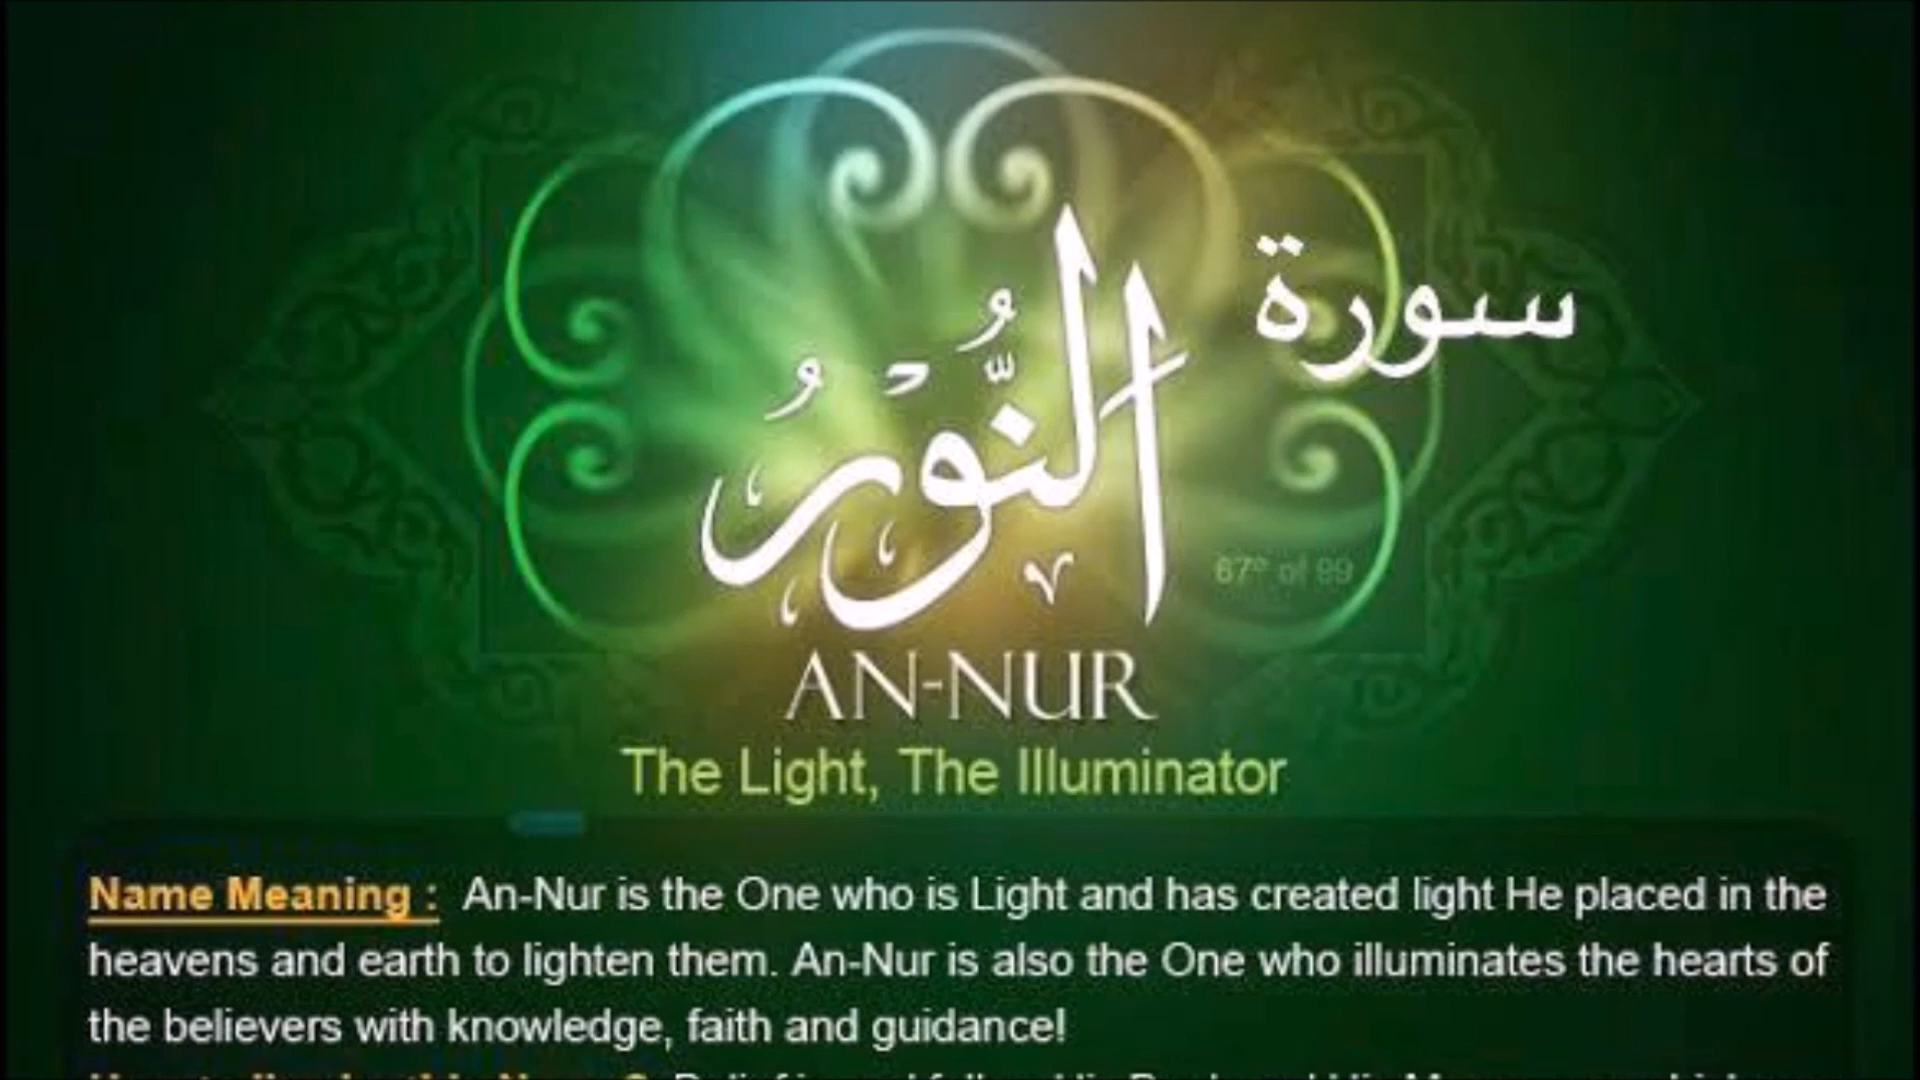 سورة
النُّوْرُ
67º of 99
AN-NUR
The Light, The Illuminator
Name Meaning : An-Nur is the One who is Light and has created light He placed in the
heavens and earth to lighten them. An-Nur is also the One who illuminates the hearts of
the believers with knowledge, faith and guidance!